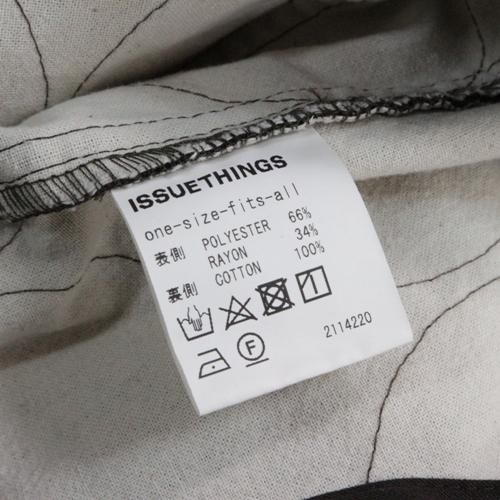 ISSUETHINGS
one-size-fits-all
表側 POLYESTER 66%
RAYON 34%
裏側 COTTON 100%
F
2114220